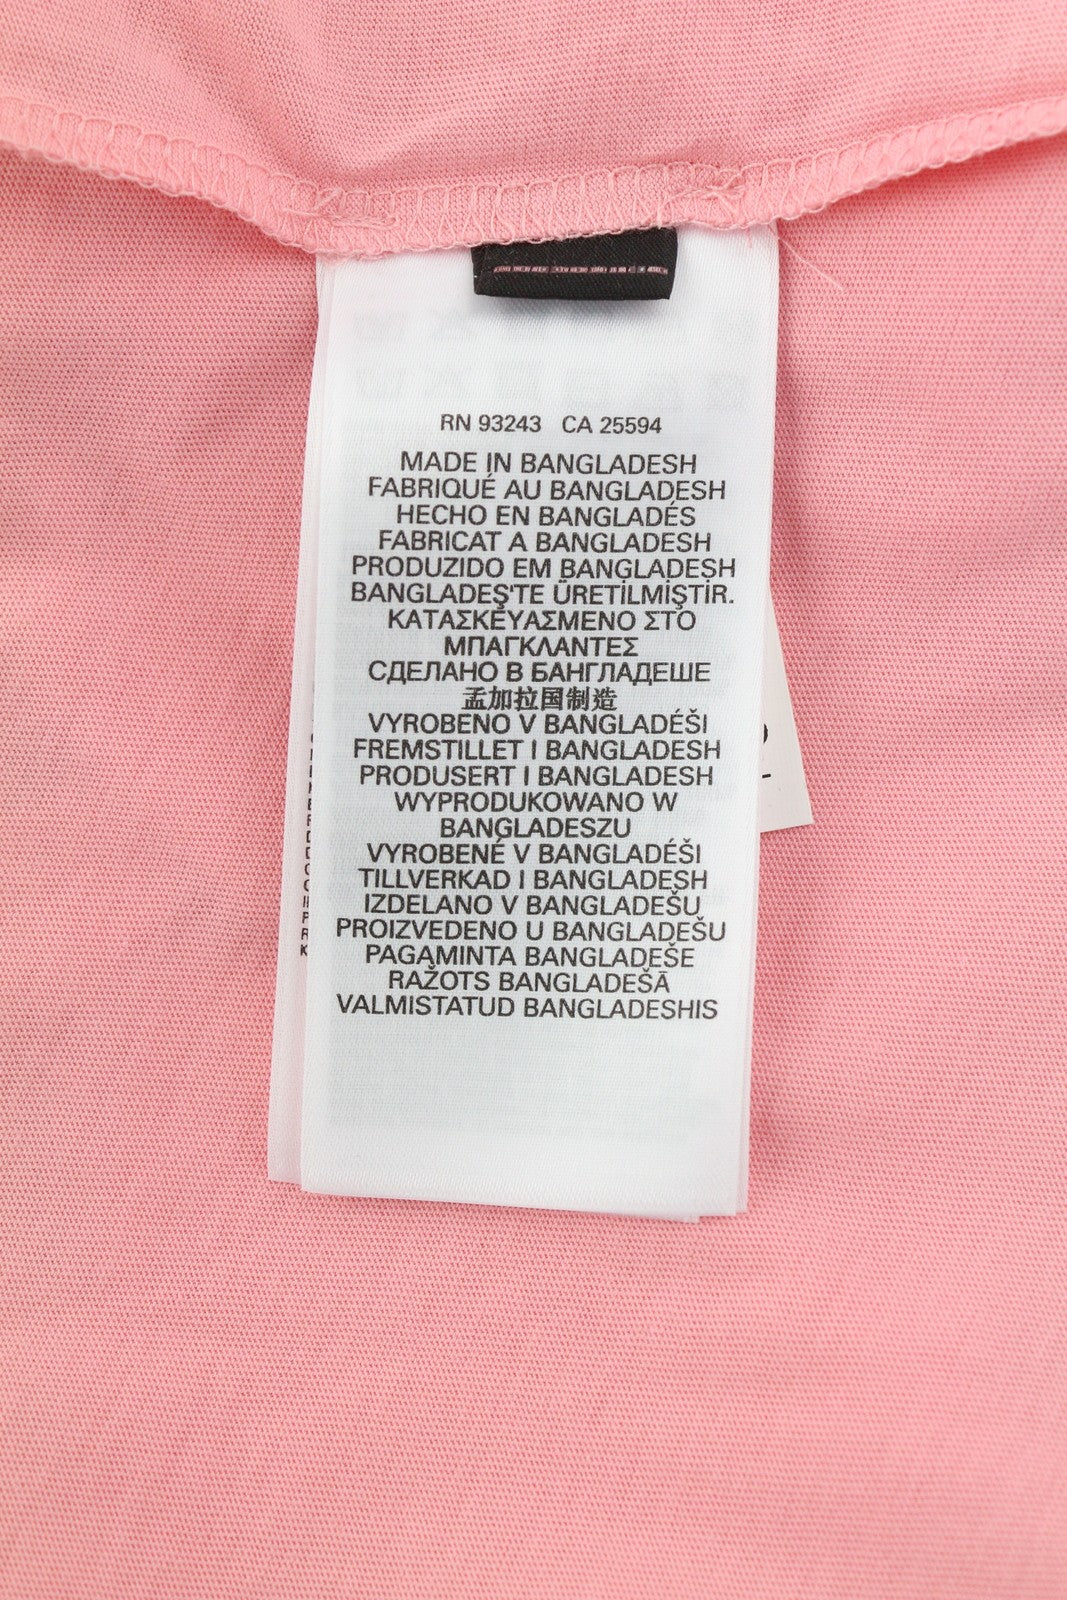 RN 93243 CA 25594
MADE IN BANGLADESH
FABRIQUÉ AU BANGLADESH
HECHO EN BANGLADÉS
FABRICAT A BANGLADESH
PRODUZIDO EM BANGLADESH
BANGLADEŞ'TE ÜRETİLMİŞTİR.
ΚΑΤΑΣΚΕΥΑΣΜΕΝΟ ΣΤΟ
ΜΠΑΓΚΛΑΝΤΕΣ
СДЕЛАНО В БАНГЛАДЕШЕ
孟加拉国制造
VYROBENO V BANGLADÉŠI
FREMSTILLET I BANGLADESH
PRODUSERT I BANGLADESH
WYPRODUKOWANO W
BANGLADESZU
VYROBENÉ V BANGLADÉŠI
TILLVERKAD I BANGLADESH
IZDELANO V BANGLADEŠU
PROIZVEDENO U BANGLADEŠU
PAGAMINTA BANGLADEŠE
RAŽOTS BANGLADEŠĀ
VALMISTATUD BANGLADESHIS